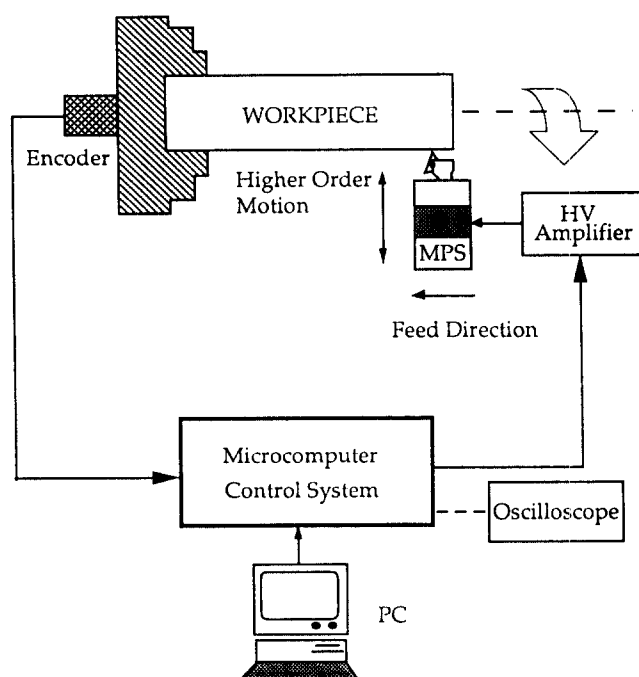 WORKPIECE
Encoder
Higher Order
Motion
HV
Amplifier
MPS
Feed Direction
Microcomputer
Control System
Oscilloscope
PC